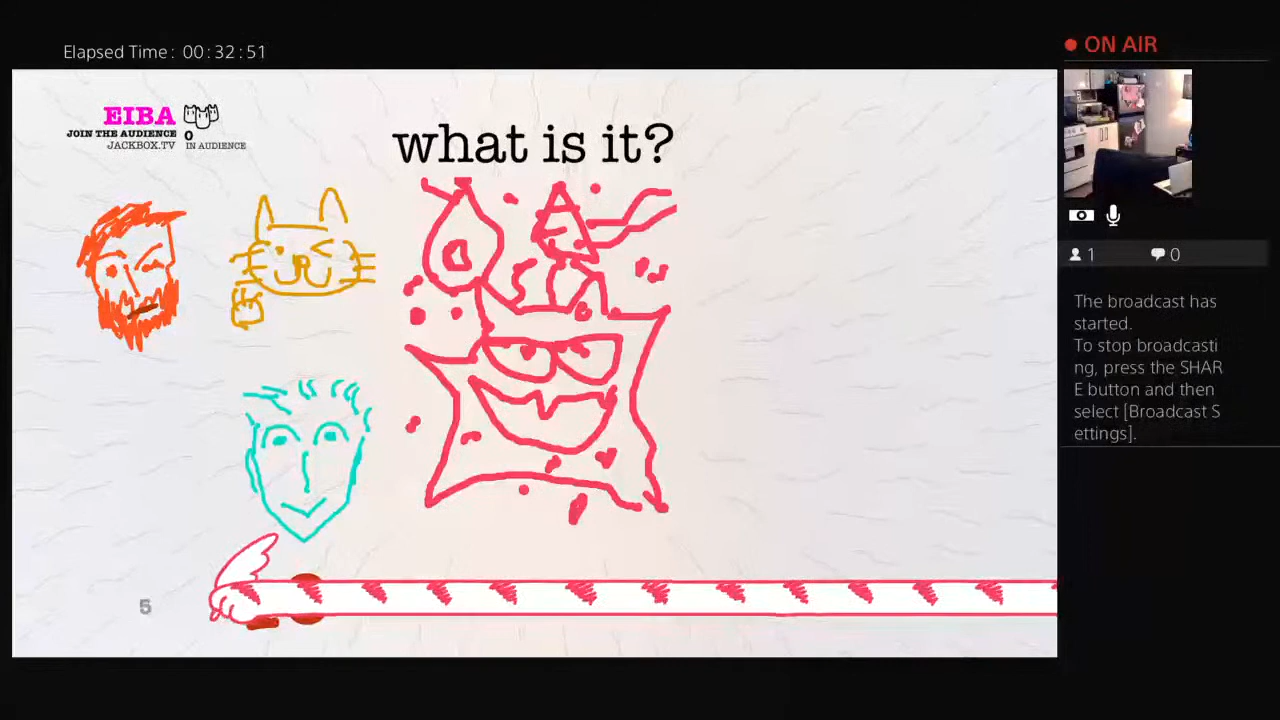 Elapsed Time: 00:32:51
ON AIR
EIBA
JOIN THE AUDIENCE
JACKBOX.TV
0
IN AUDIENCE
what is it?
1
0
The broadcast has
started.
To stop broadcasti
ng, press the SHAR
E button and then
select [Broadcast S
ettings].
5